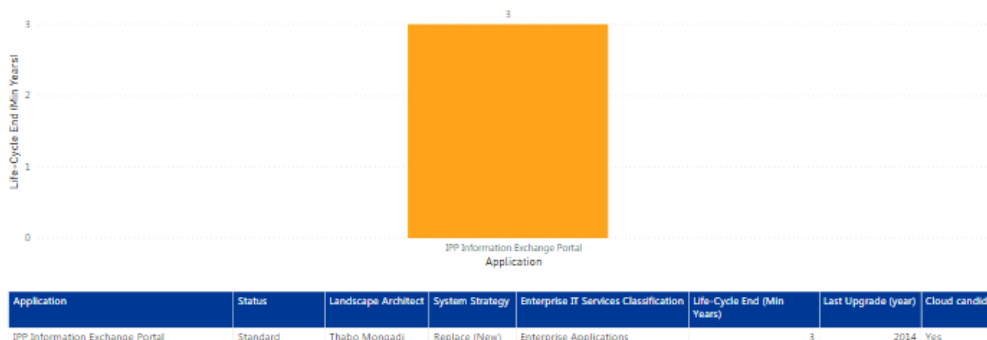 3
3
2
1
0
Life-Cycle End (Min Years)
IPP Information Exchange Portal
Application
Application Status Landscape Architect System Strategy Enterprise IT Services Classification Life-Cycle End (Min Years) Last Upgrade (year) Cloud candid
IPP Information Exchange Portal Standard Thabo Mongadi Replace (New) Enterprise Applications 3 2014 Yes